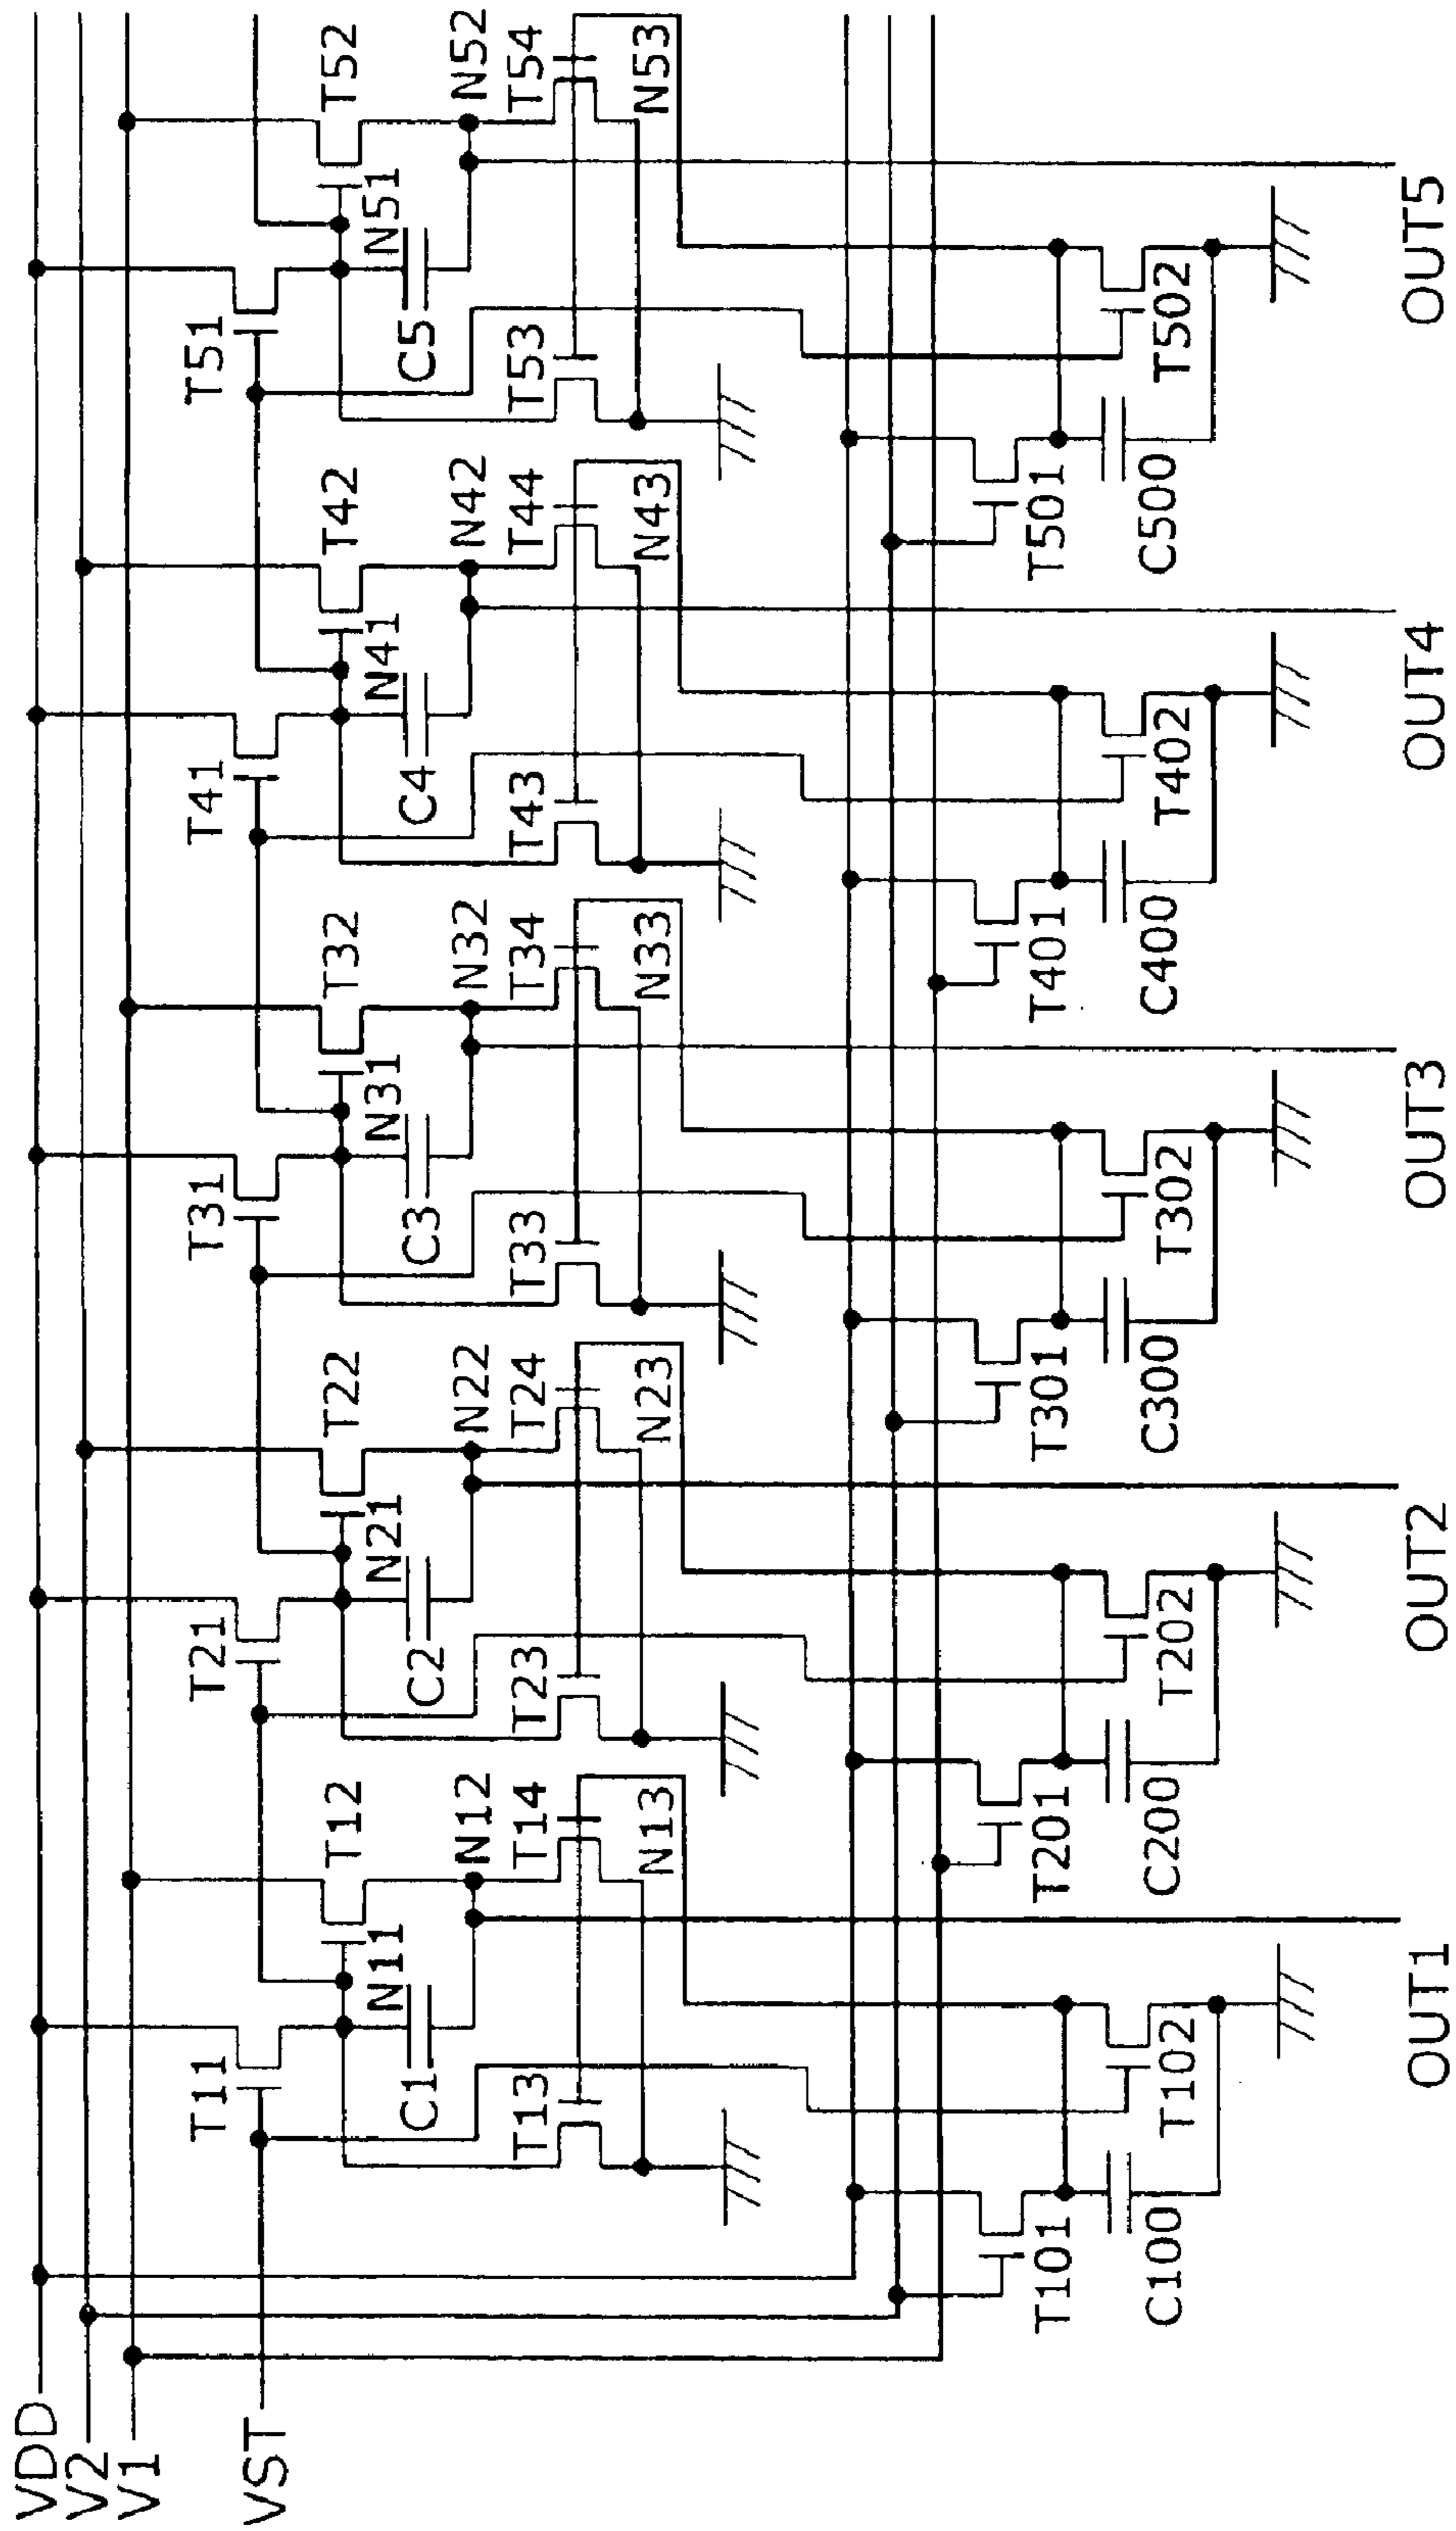 VDD
V2
V1
VST
T11
T12
N11
C1
N12
T13
T14
N13
T101
C100
T102
OUT1
T21
T22
N21
C2
N22
T23
T24
N23
T201
C200
T202
OUT2
T31
T32
N31
C3
N32
T33
T34
N33
T301
C300
T302
OUT3
T41
T42
N41
C4
N42
T43
T44
N43
T401
C400
T402
OUT4
T51
T52
N51
C5
N52
T53
T54
N53
T501
C500
T502
OUT5